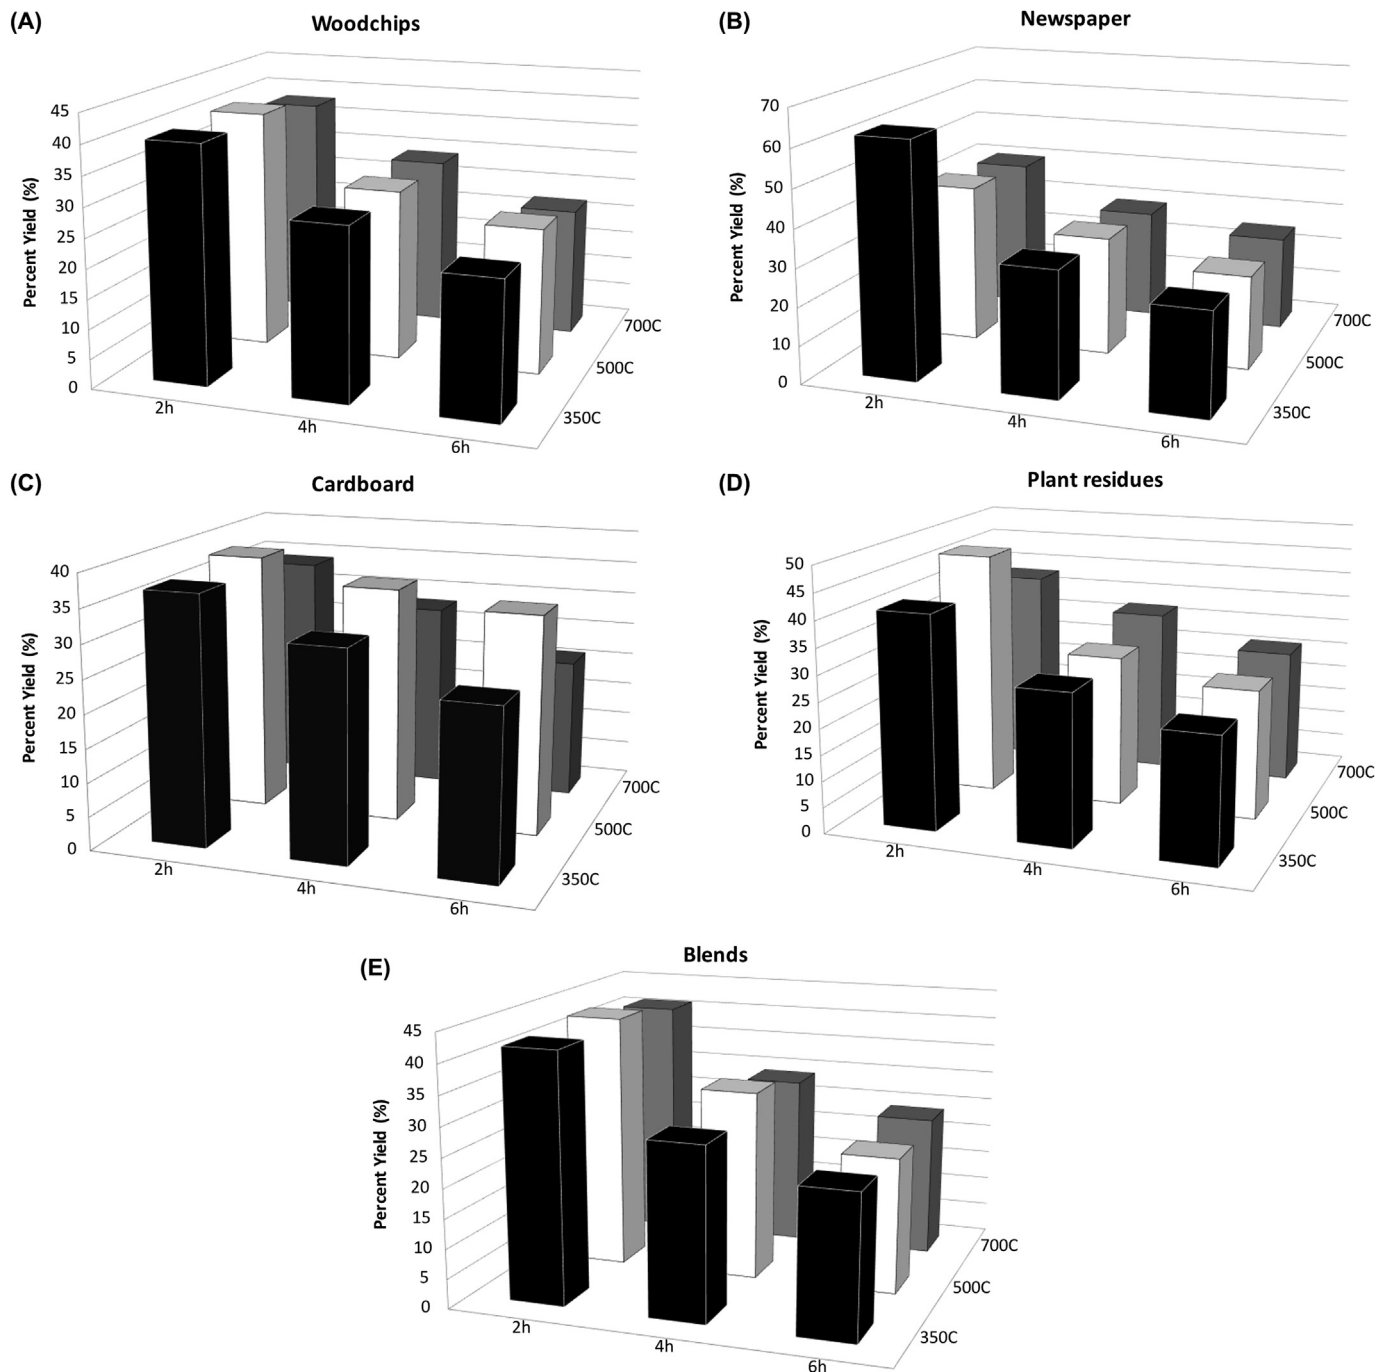 (A)
Woodchips
Percent Yield (%)
45
40
35
30
25
20
15
10
5
0
2h
4h
6h
350C
500C
700C
(B)
Newspaper
Percent Yield (%)
70
60
50
40
30
20
10
0
2h
4h
6h
350C
500C
700C
(C)
Cardboard
Percent Yield (%)
40
35
30
25
20
15
10
5
0
2h
4h
6h
350C
500C
700C
(D)
Plant residues
Percent Yield (%)
50
45
40
35
30
25
20
15
10
5
0
2h
4h
6h
350C
500C
700C
(E)
Blends
Percent Yield (%)
45
40
35
30
25
20
15
10
5
0
2h
4h
6h
350C
500C
700C